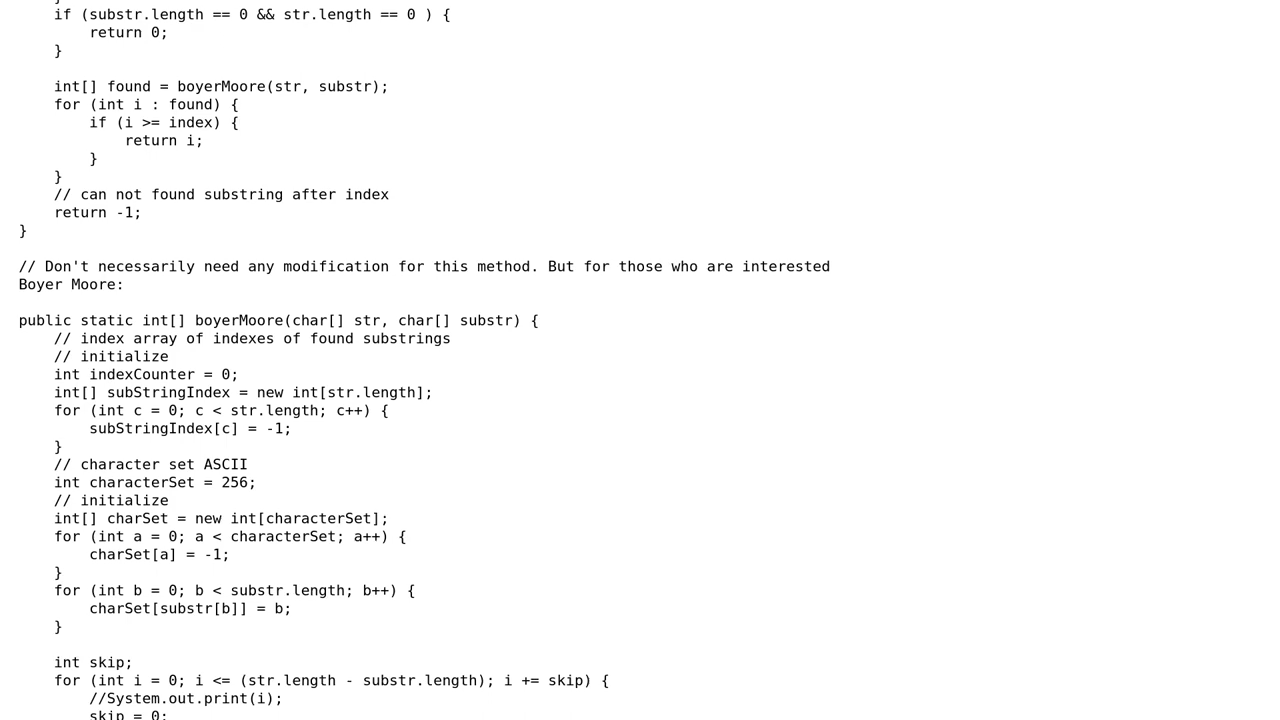 }
    if (substr.length == 0 && str.length == 0 ) {
        return 0;
    }

    int[] found = boyerMoore(str, substr);
    for (int i : found) {
        if (i >= index) {
            return i;
        }
    }
    // can not found substring after index
    return -1;
}

// Don't necessarily need any modification for this method. But for those who are interested
Boyer Moore:

public static int[] boyerMoore(char[] str, char[] substr) {
    // index array of indexes of found substrings
    // initialize
    int indexCounter = 0;
    int[] subStringIndex = new int[str.length];
    for (int c = 0; c < str.length; c++) {
        subStringIndex[c] = -1;
    }
    // character set ASCII
    int characterSet = 256;
    // initialize
    int[] charSet = new int[characterSet];
    for (int a = 0; a < characterSet; a++) {
        charSet[a] = -1;
    }
    for (int b = 0; b < substr.length; b++) {
        charSet[substr[b]] = b;
    }

    int skip;
    for (int i = 0; i <= (str.length - substr.length); i += skip) {
        //System.out.print(i);
        skip = 0;